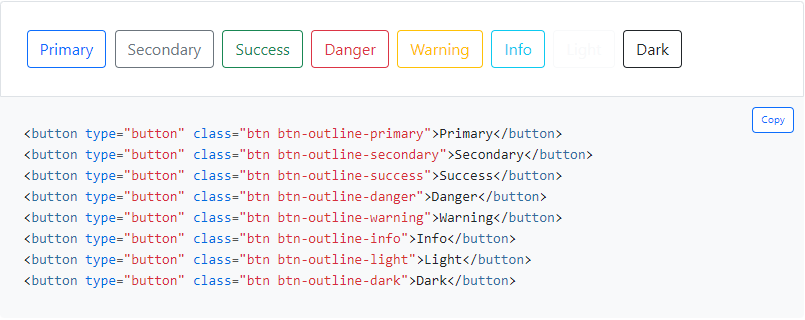 Primary Secondary Success Danger Warning Info Light Dark
Copy
<button type="button" class="btn btn-outline-primary">Primary</button>
<button type="button" class="btn btn-outline-secondary">Secondary</button>
<button type="button" class="btn btn-outline-success">Success</button>
<button type="button" class="btn btn-outline-danger">Danger</button>
<button type="button" class="btn btn-outline-warning">Warning</button>
<button type="button" class="btn btn-outline-info">Info</button>
<button type="button" class="btn btn-outline-light">Light</button>
<button type="button" class="btn btn-outline-dark">Dark</button>